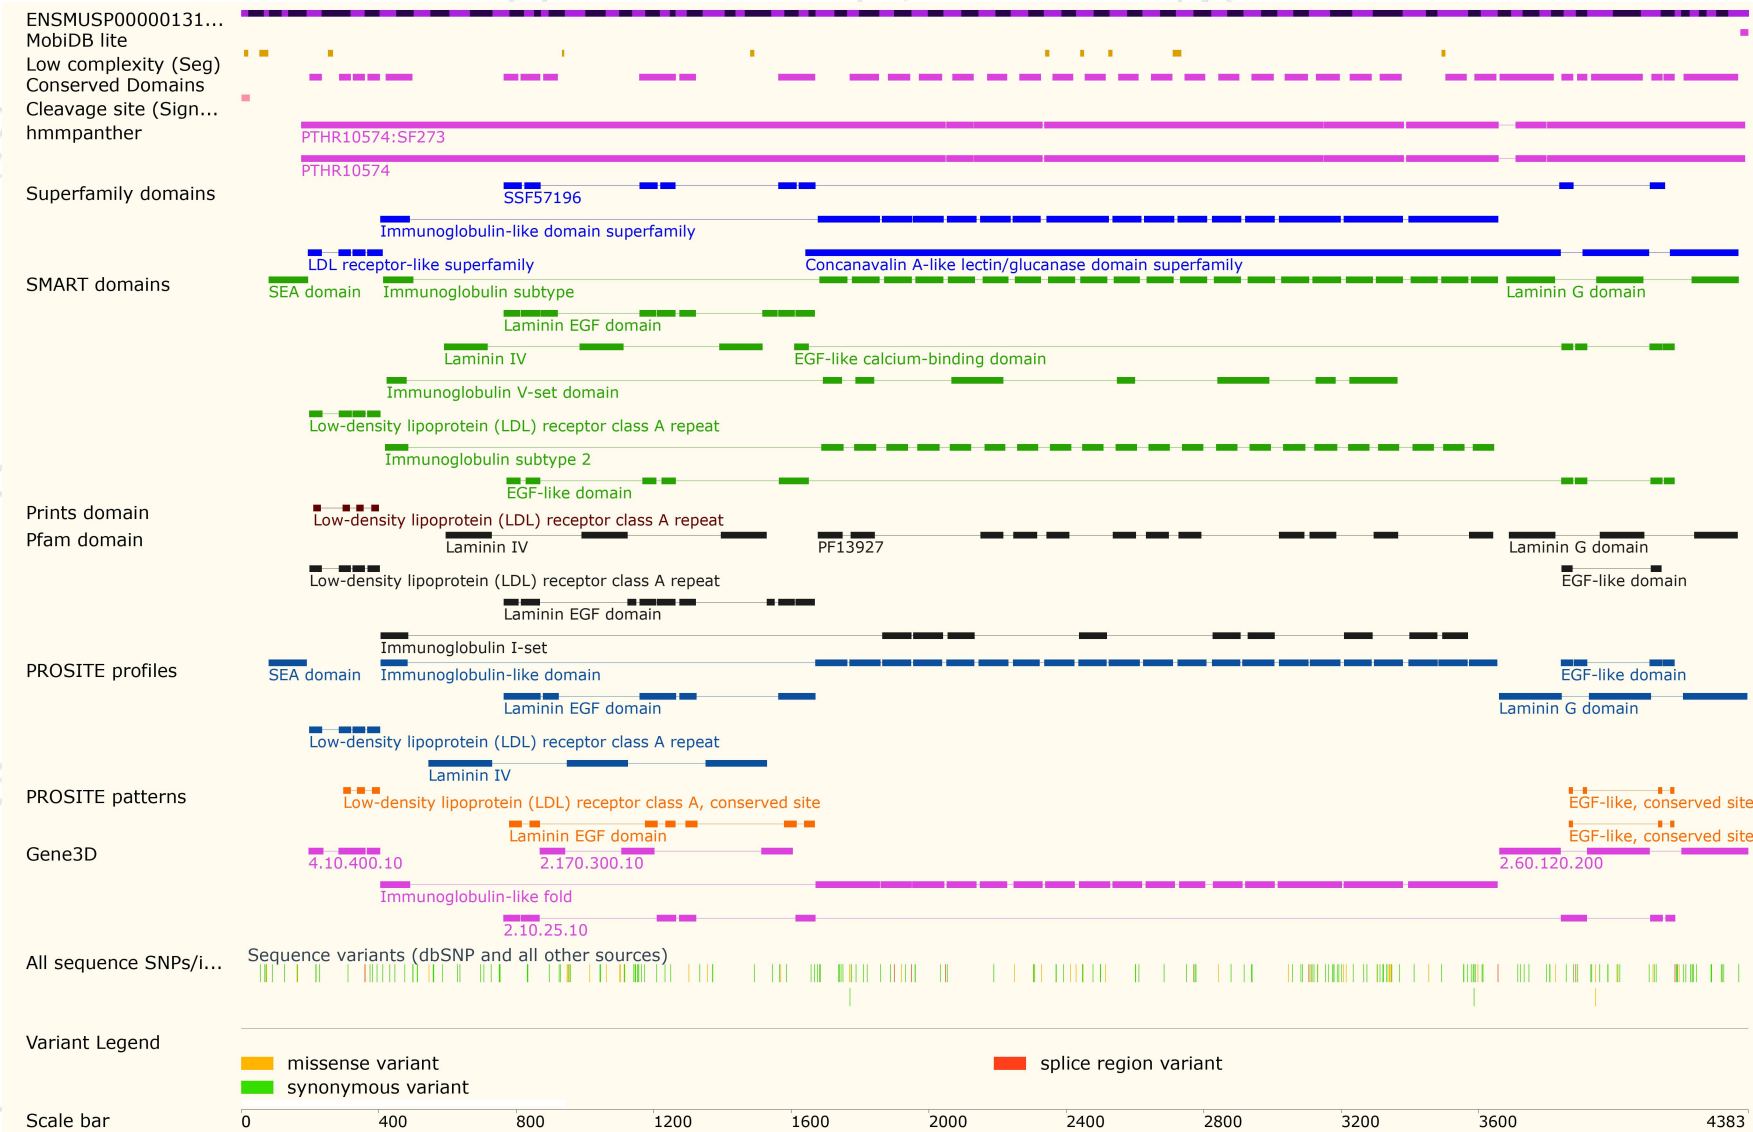 ENSMUSP00000131...
MobiDB lite
Low complexity (Seg)
Conserved Domains
Cleavage site (Sign...
hmmpanther
PTHR10574:SF273
PTHR10574
Superfamily domains
SSF57196
Immunoglobulin-like domain superfamily
LDL receptor-like superfamily Concanavalin A-like lectin/glucanase domain superfamily
SMART domains
SEA domain Immunoglobulin subtype Laminin G domain
Laminin EGF domain
Laminin IV EGF-like calcium-binding domain
Immunoglobulin V-set domain
Low-density lipoprotein (LDL) receptor class A repeat
Immunoglobulin subtype 2
EGF-like domain
Prints domain
Low-density lipoprotein (LDL) receptor class A repeat
Pfam domain
Laminin IV PF13927 Laminin G domain
Low-density lipoprotein (LDL) receptor class A repeat EGF-like domain
Laminin EGF domain
Immunoglobulin I-set
PROSITE profiles
SEA domain Immunoglobulin-like domain EGF-like domain
Laminin EGF domain Laminin G domain
Low-density lipoprotein (LDL) receptor class A repeat
Laminin IV
PROSITE patterns
Low-density lipoprotein (LDL) receptor class A, conserved site EGF-like, conserved site
Laminin EGF domain EGF-like, conserved site
Gene3D
4.10.400.10 2.170.300.10 2.60.120.200
Immunoglobulin-like fold
2.10.25.10
Sequence variants (dbSNP and all other sources)
All sequence SNPs/i...
Variant Legend
missense variant splice region variant
synonymous variant
Scale bar 0 400 800 1200 1600 2000 2400 2800 3200 3600 4383